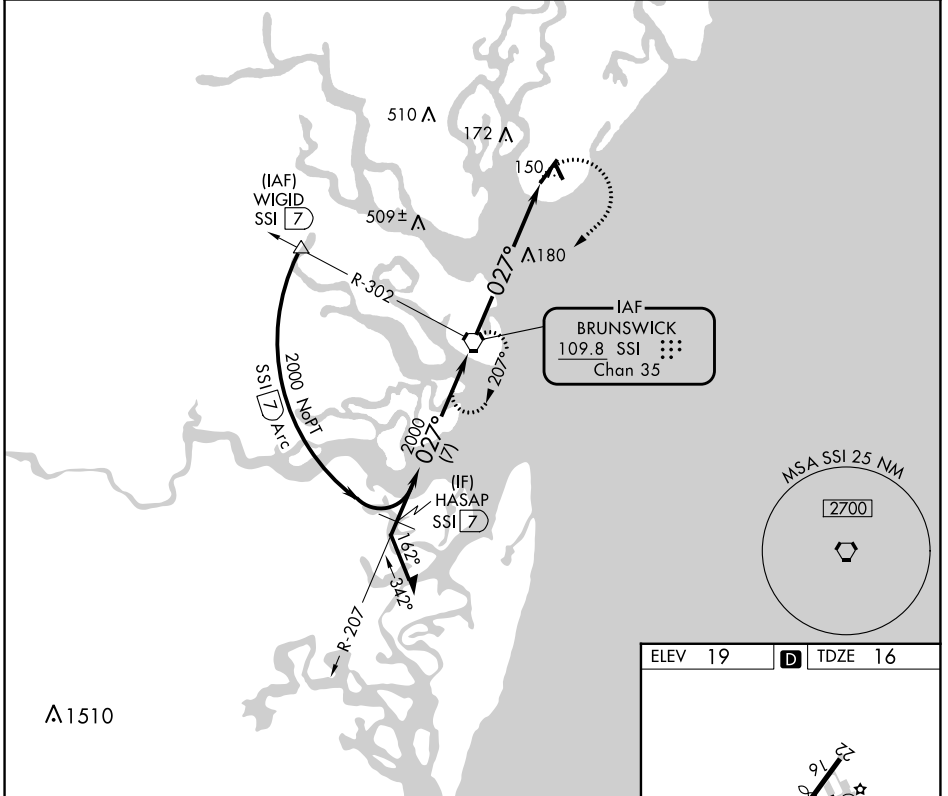 510
172
150
(IAF)
WIGID
SSI 7
509±
180
R-302
027°
IAF
BRUNSWICK
109.8 SSI
Chan 35
207°
2000 NoPT
SSI 7 Arc
2000
027°
(7)
(IF)
HASAP
SSI 7
MSA SSI 25 NM
2700
162°
342°
R-207
1510
ELEV 19
D
TDZE 16
22
16